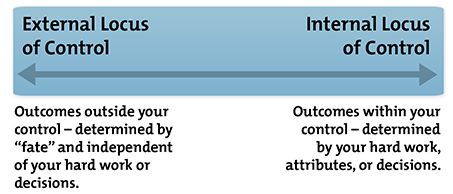 External Locus
of Control
Internal Locus
of Control
Outcomes outside your
control – determined by
“fate” and independent
of your hard work or
decisions.
Outcomes within your
control – determined
by your hard work,
attributes, or decisions.